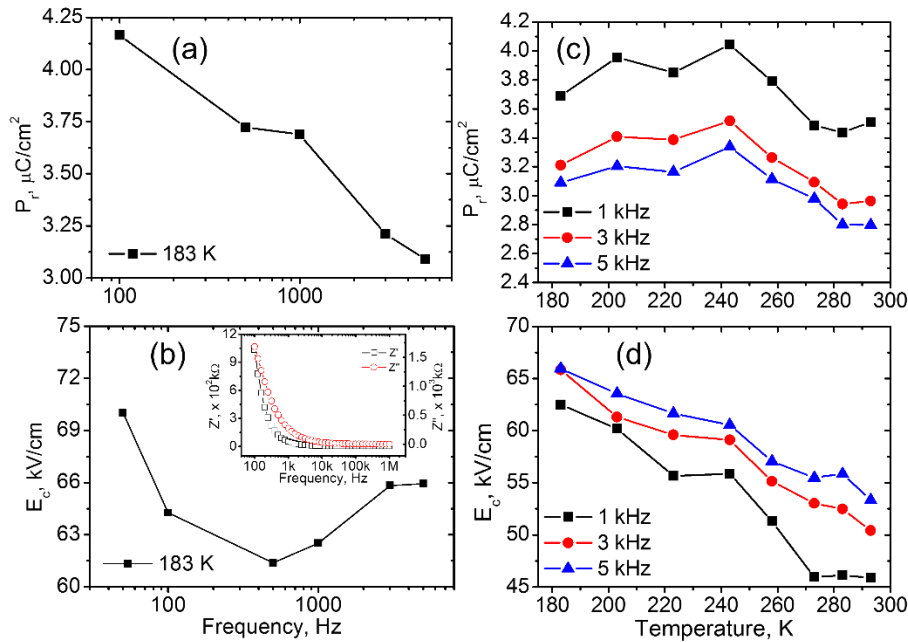 (a)
4.25
4.00
3.75
3.50
3.25
3.00
P_r, μC/cm²
183 K
100
1000
(b)
75
72
69
66
63
60
E_c, kV/cm
183 K
100
1000
Frequency, Hz
12
9
6
3
0
Z', x 10²kΩ
Z'
Z''
1.5
1.0
0.5
0.0
Z'', x 10³kΩ
100
1k
10k
100k
1M
Frequency, Hz
(c)
4.2
4.0
3.8
3.6
3.4
3.2
3.0
2.8
2.6
2.4
P_r, μC/cm²
1 kHz
3 kHz
5 kHz
180
200
220
240
260
280
300
(d)
70
65
60
55
50
45
E_c, kV/cm
1 kHz
3 kHz
5 kHz
180
200
220
240
260
280
300
Temperature, K